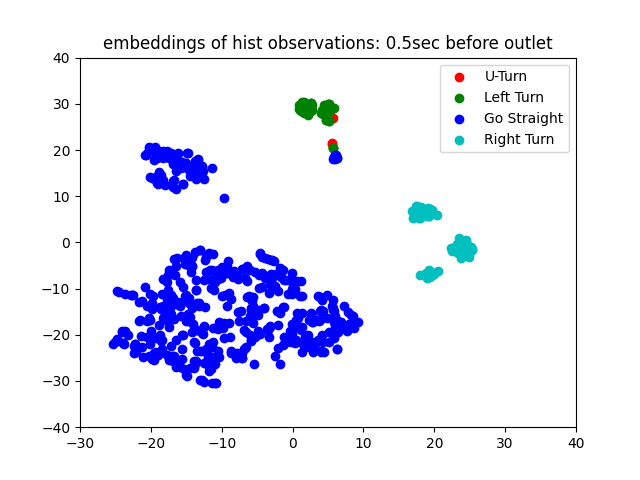 embeddings of hist observations: 0.5sec before outlet
U-Turn
Left Turn
Go Straight
Right Turn
40
30
20
10
0
−10
−20
−30
−40
−30 −20 −10 0 10 20 30 40